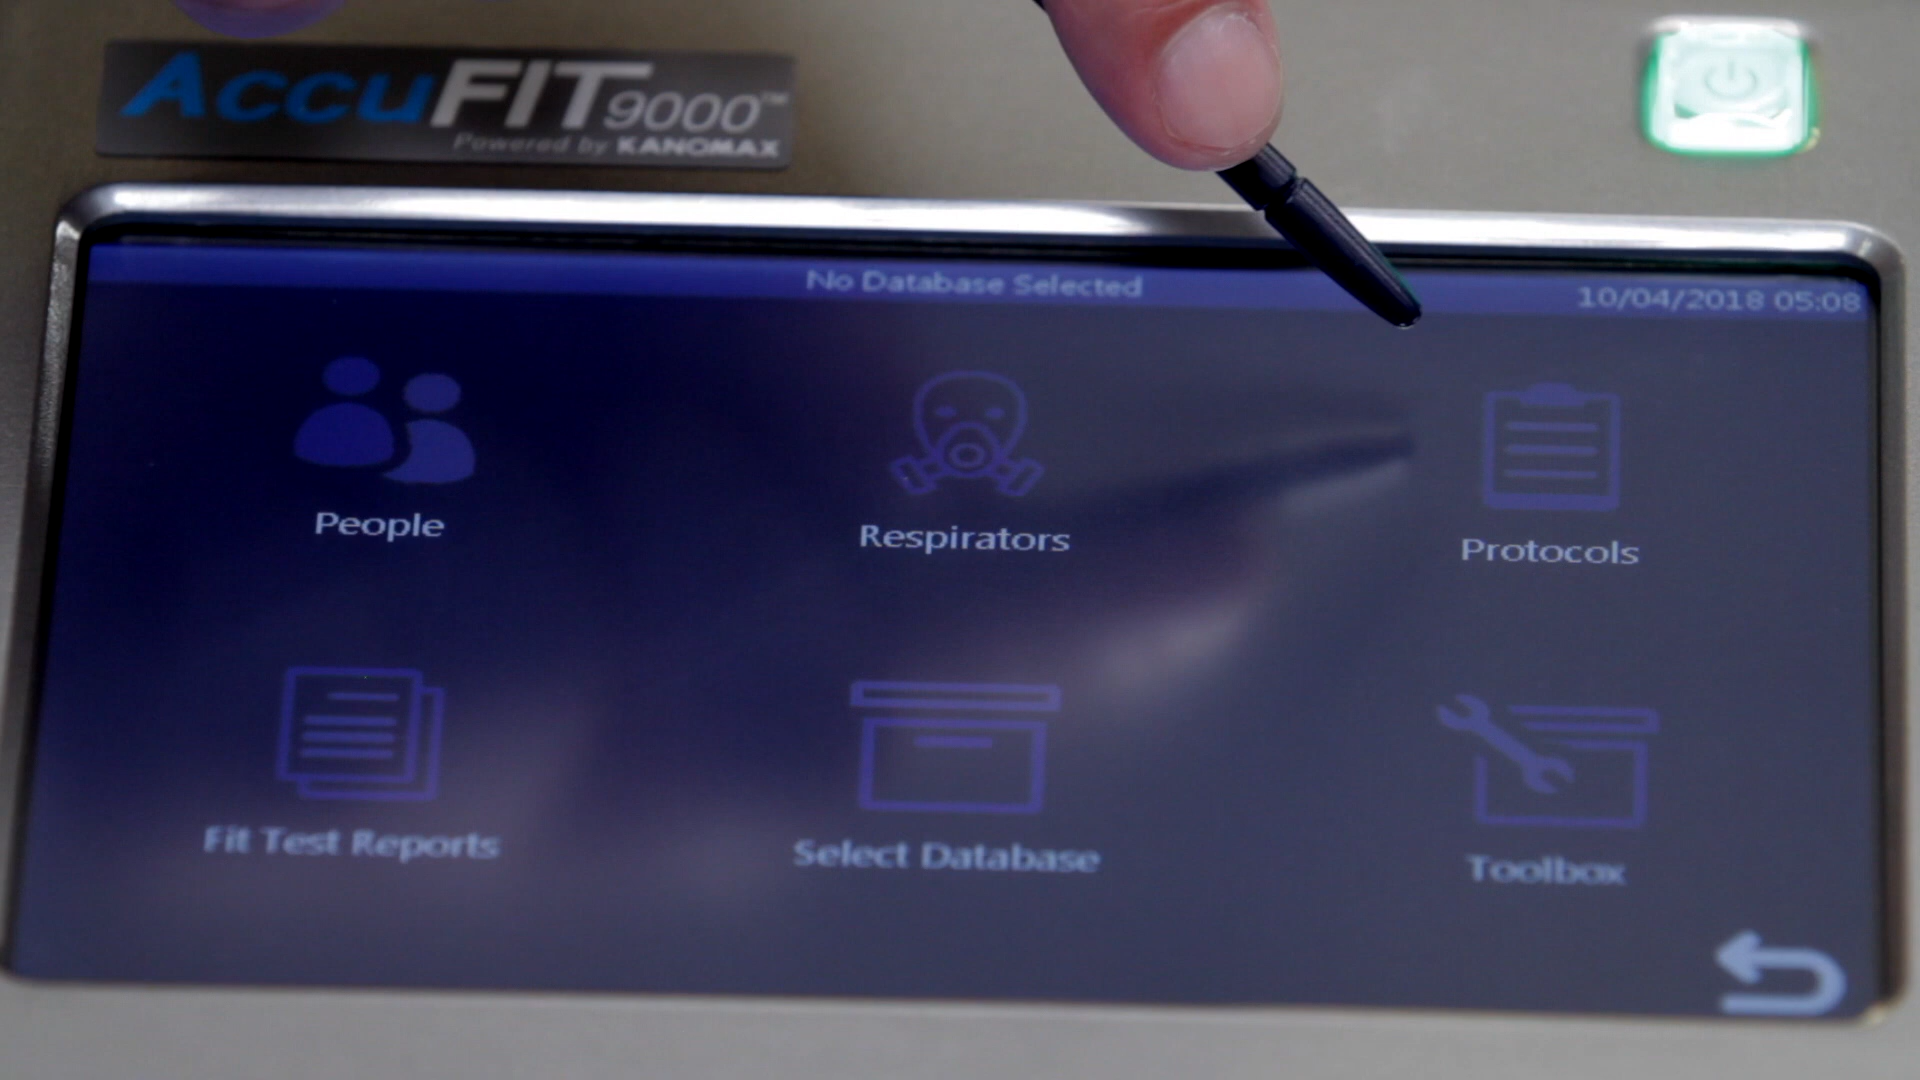 AccuFIT9000™
Powered by KANOMAX
No Database Selected
10/04/2018 05:08
People
Respirators
Protocols
Fit Test Reports
Select Database
Toolbox